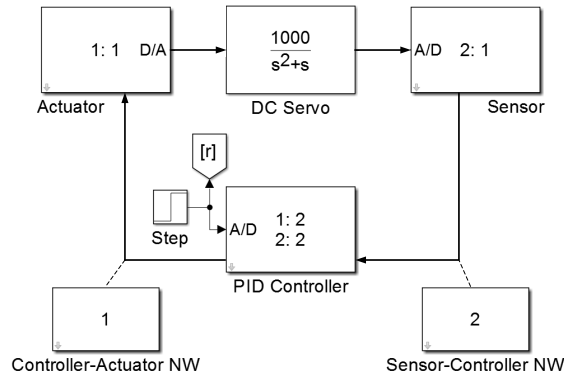 1: 1 D/A
1000
s²+s
A/D 2: 1
Actuator
DC Servo
Sensor
[r]
Step
A/D
1: 2
2: 2
PID Controller
1
2
Controller-Actuator NW
Sensor-Controller NW